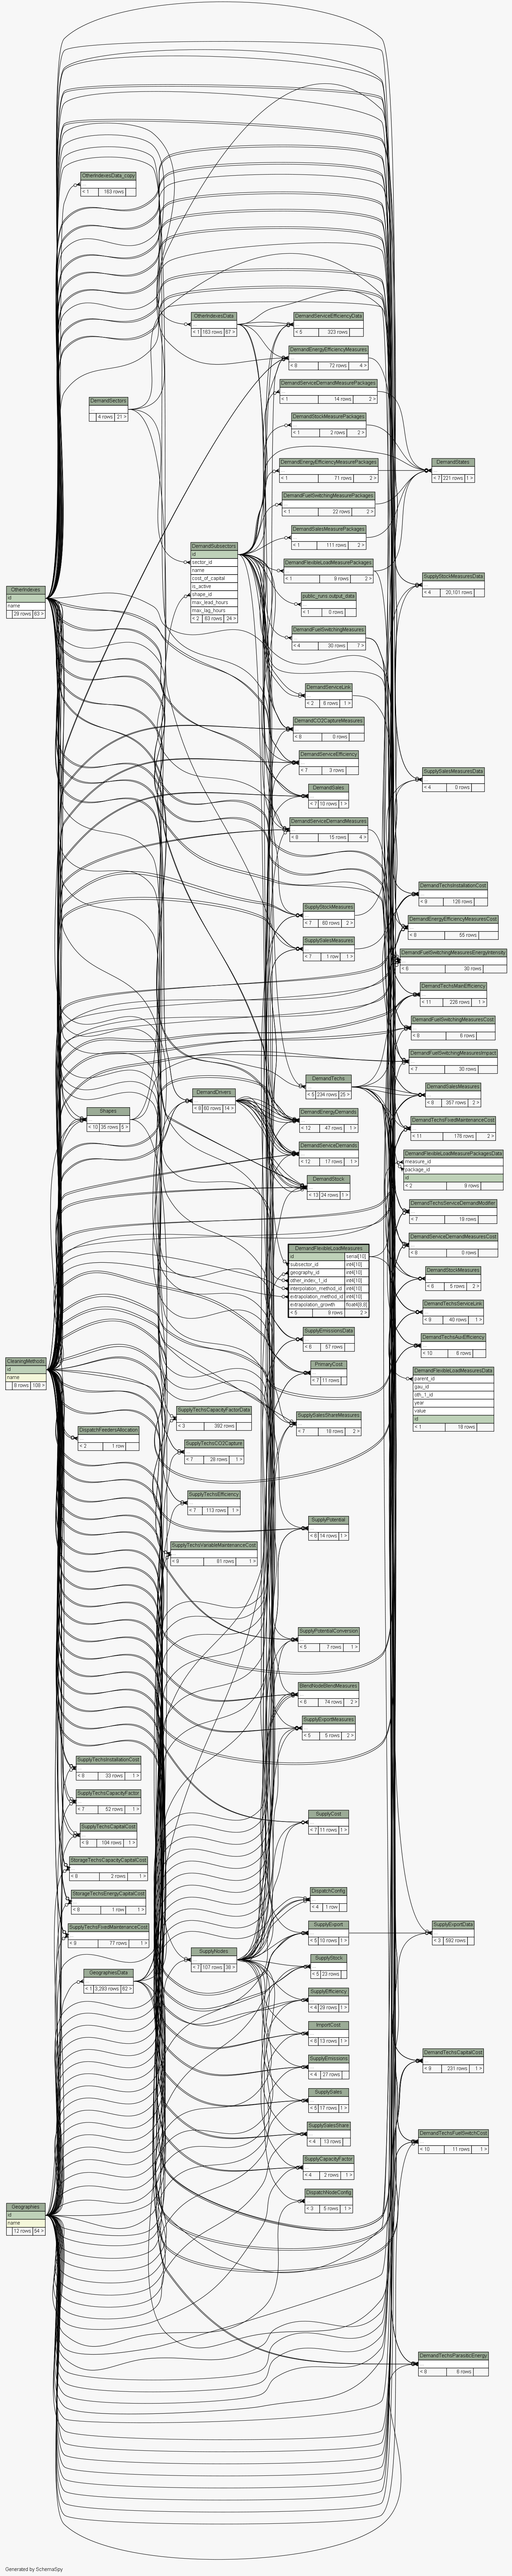 OtherIndexesData_copy
< 1 183 rows
OtherIndexesData
< 1 183 rows 67 >
DemandServiceEfficiencyData
< 5 323 rows
DemandEnergyEfficiencyMeasures
< 8 72 rows 4 >
DemandServiceDemandMeasurePackages
< 1 14 rows 2 >
DemandSectors
4 rows 21 >
DemandStockMeasurePackages
< 1 2 rows 2 >
DemandEnergyEfficiencyMeasurePackages
< 1 71 rows 2 >
DemandStates
< 7 221 rows 1 >
DemandFuelSwitchingMeasurePackages
< 1 22 rows 2 >
DemandSalesMeasurePackages
< 1 111 rows 2 >
DemandSubsectors
id
sector_id
name
cost_of_capital
is_active
shape_id
max_lead_hours
max_lag_hours
< 2 63 rows 24 >
DemandFlexibleLoadMeasurePackages
< 1 9 rows 2 >
SupplyStockMeasuresData
< 4 20,101 rows
OtherIndexes
id
name
28 rows 63 >
public_runs.output_data
< 1 0 rows
DemandFuelSwitchingMeasures
< 4 30 rows 7 >
DemandServiceLink
< 2 6 rows 1 >
DemandCO2CaptureMeasures
< 8 0 rows
DemandServiceEfficiency
< 7 3 rows
SupplySalesMeasuresData
< 4 0 rows
DemandSales
< 7 10 rows 1 >
DemandServiceDemandMeasures
< 8 15 rows 4 >
DemandTechsInstallationCost
< 9 126 rows
SupplyStockMeasures
< 7 60 rows 2 >
DemandEnergyEfficiencyMeasuresCost
< 8 55 rows
SupplySalesMeasures
< 7 1 row 1 >
DemandFuelSwitchingMeasuresEnergyIntensity
< 6 30 rows
DemandTechsMainEfficiency
< 11 226 rows 1 >
DemandFuelSwitchingMeasuresCost
< 8 6 rows
DemandFuelSwitchingMeasuresImpact
< 7 30 rows
DemandTechs
< 5 234 rows 25 >
DemandSalesMeasures
< 8 357 rows 2 >
DemandDrivers
< 8 60 rows 14 >
Shapes
< 10 35 rows 5 >
DemandEnergyDemands
< 12 47 rows 1 >
DemandTechsFixedMaintenanceCost
< 11 176 rows 2 >
DemandServiceDemands
< 12 17 rows 1 >
DemandFlexibleLoadMeasurePackagesData
measure_id
package_id
id
< 2 9 rows
DemandStock
< 13 24 rows 1 >
DemandTechsServiceDemandModifier
< 7 18 rows
DemandServiceDemandMeasuresCost
< 8 0 rows
DemandFlexibleLoadMeasures
id serial[10]
subsector_id int4[10]
geography_id int4[10]
other_index_1_id int4[10]
interpolation_method_id int4[10]
extrapolation_method_id int4[10]
extrapolation_growth float8[8,8]
< 5 9 rows 2 >
DemandStockMeasures
< 6 5 rows 2 >
DemandTechsServiceLink
< 9 40 rows 1 >
SupplyEmissionsData
< 6 57 rows
DemandTechsAuxEfficiency
< 10 6 rows
CleaningMethods
id
name
8 rows 108 >
PrimaryCost
< 7 11 rows
DemandFlexibleLoadMeasuresData
parent_id
gau_id
oth_1_id
year
value
id
< 1 18 rows
SupplyTechsCapacityFactorData
< 3 392 rows
SupplySalesShareMeasures
< 7 18 rows 2 >
DispatchFeedersAllocation
< 2 1 row
SupplyTechsCO2Capture
< 7 28 rows 1 >
SupplyTechsEfficiency
< 7 113 rows 1 >
SupplyPotential
< 6 14 rows 1 >
SupplyTechsVariableMaintenanceCost
< 9 81 rows 1 >
SupplyPotentialConversion
< 5 7 rows 1 >
BlendNodeBlendMeasures
< 6 74 rows 2 >
SupplyExportMeasures
< 5 5 rows 2 >
SupplyTechsInstallationCost
< 8 33 rows 1 >
SupplyTechsCapacityFactor
< 7 52 rows 1 >
SupplyCost
< 7 11 rows 1 >
SupplyTechsCapitalCost
< 9 104 rows 1 >
StorageTechsCapacityCapitalCost
< 8 2 rows 1 >
StorageTechsEnergyCapitalCost
< 8 1 row 1 >
DispatchConfig
< 4 1 row
SupplyTechsFixedMaintenanceCost
< 9 77 rows 1 >
SupplyExport
< 5 10 rows 1 >
SupplyExportData
< 3 592 rows
SupplyNodes
< 7 107 rows 38 >
SupplyStock
< 5 23 rows
GeographiesData
< 1 3,283 rows 82 >
SupplyEfficiency
< 4 28 rows 1 >
ImportCost
< 6 13 rows 1 >
SupplyEmissions
< 4 27 rows
DemandTechsCapitalCost
< 9 231 rows 1 >
SupplySales
< 5 17 rows 1 >
SupplySalesShare
< 4 13 rows
DemandTechsFuelSwitchCost
< 10 11 rows 1 >
SupplyCapacityFactor
< 4 2 rows 1 >
DispatchNodeConfig
< 3 5 rows 1 >
Geographies
id
name
12 rows 84 >
DemandTechsParasiticEnergy
< 8 6 rows
Generated by SchemaSpy